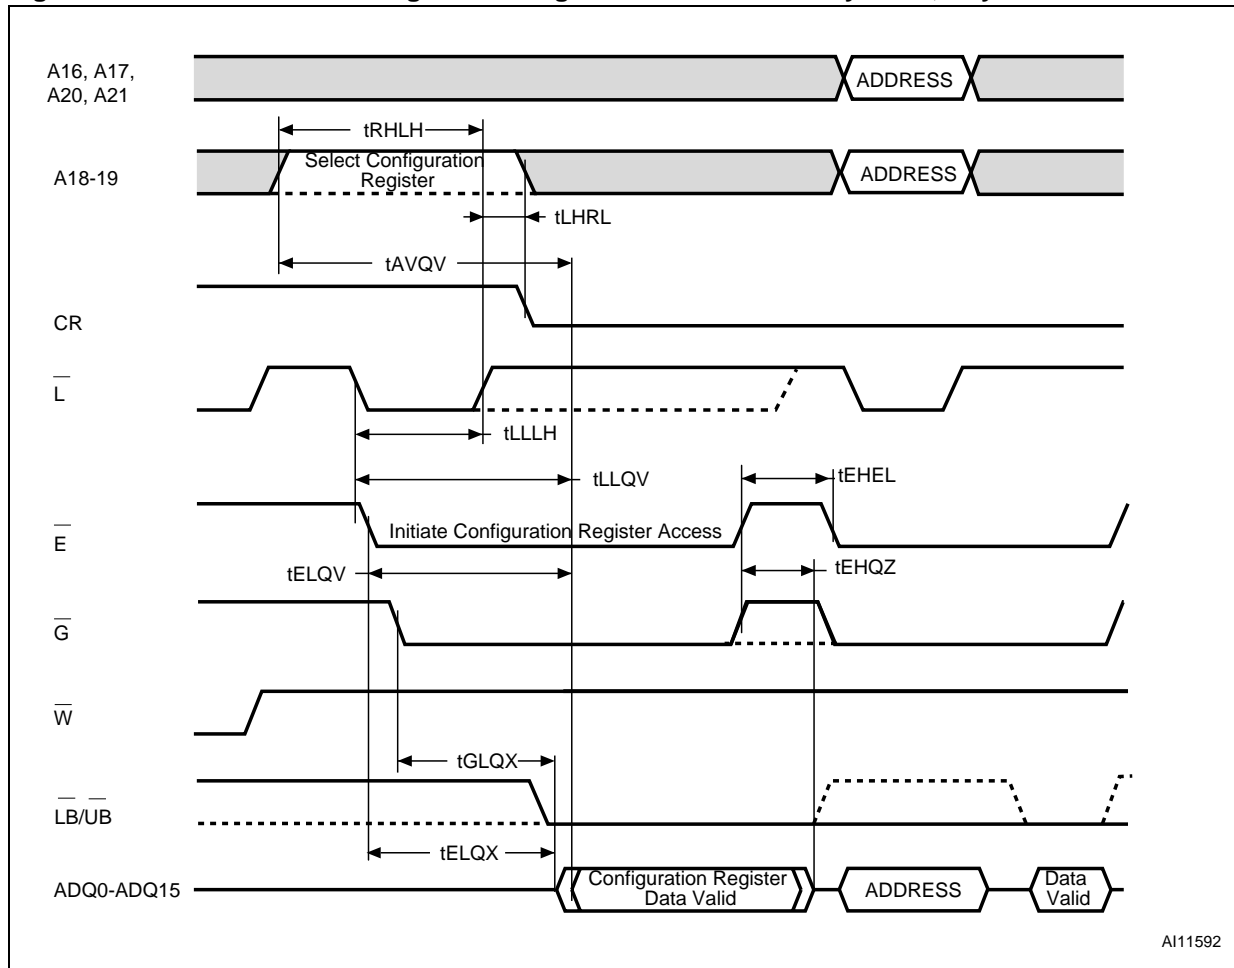 A16, A17,
A20, A21
ADDRESS
tRHLH
A18-19
Select Configuration
Register
ADDRESS
tLHRL
tAVQV
CR
L
tLLLH
tLLQV
tEHEL
E
Initiate Configuration Register Access
tELQV
tEHQZ
G
W
tGLQX
LB/UB
tELQX
ADQ0-ADQ15
Configuration Register
Data Valid
ADDRESS
Data
Valid
AI11592